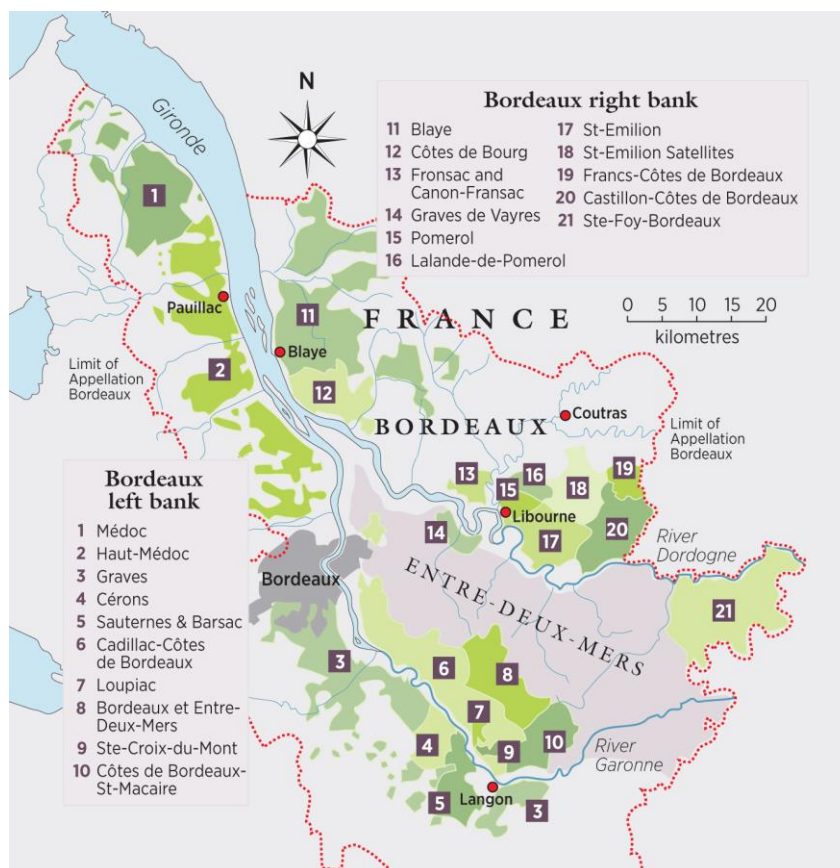 Gironde
N
Bordeaux right bank
11 Blaye
12 Côtes de Bourg
13 Fronsac and
Canon-Fransac
14 Graves de Vayres
15 Pomerol
16 Lalande-de-Pomerol
17 St-Emilion
18 St-Emilion Satellites
19 Francs-Côtes de Bordeaux
20 Castillon-Côtes de Bordeaux
21 Ste-Foy-Bordeaux
0 5 10 15 20
kilometres
1
Pauillac
11
FRANCE
Blaye
Limit of
Appellation
Bordeaux
2
12
BORDEAUX
Coutras
Limit of
Appellation
Bordeaux
13
16
15
18
19
Libourne
14
17
20
River
Dordogne
Bordeaux
left bank
1 Médoc
2 Haut-Médoc
3 Graves
4 Cérons
5 Sauternes & Barsac
6 Cadillac-Côtes
de Bordeaux
7 Loupiac
8 Bordeaux et Entre-
Deux-Mers
9 Ste-Croix-du-Mont
10 Côtes de Bordeaux-
St-Macaire
Bordeaux
ENTRE-DEUX-MERS
21
3
6
8
7
4
9
10
River
Garonne
Langon
5
3